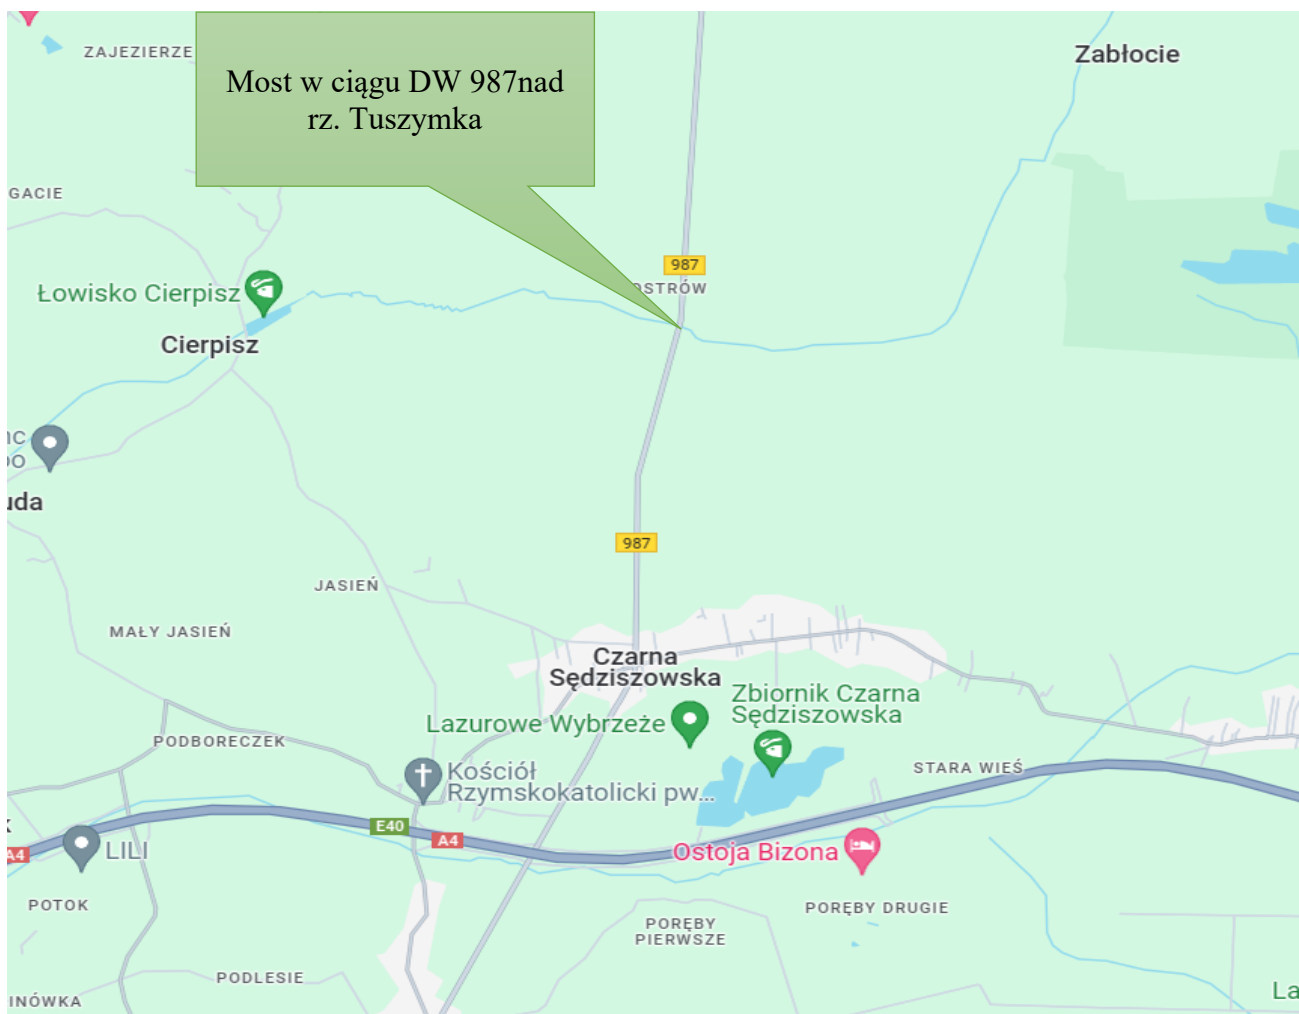 Most w ciągu DW 987nad
rz. Tuszymka
ZAJEZIERZE
Zabłocie
GACIE
987
OSTRÓW
Łowisko Cierpisz
Cierpisz
uda
987
JASIEŃ
MAŁY JASIEŃ
Czarna
Sędziszowska
Zbiornik Czarna
Sędziszowska
Lazurowe Wybrzeże
PODBORECZEK
Kościół
Rzymskokatolicki pw...
STARA WIEŚ
E40
A4
A4
LILI
Ostoja Bizona
POTOK
PORĘBY DRUGIE
PORĘBY
PIERWSZE
PODLESIE
INÓWKA
La